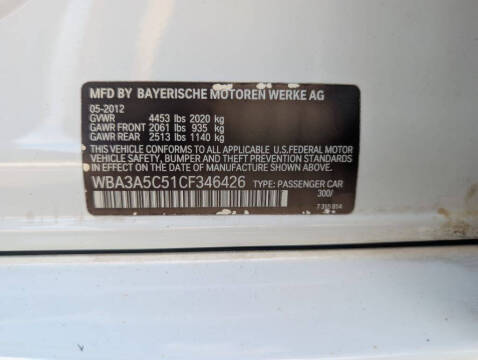 MFD BY BAYERISCHE MOTOREN WERKE AG
05-2012
GVWR 4453 lbs 2020 kg
GAWR FRONT 2061 lbs 935 kg
GAWR REAR 2513 lbs 1140 kg
THIS VEHICLE CONFORMS TO ALL APPLICABLE U.S.FEDERAL MOTOR
VEHICLE SAFETY, BUMPER, AND THEFT PREVENTION
STANDARDS IN EFFECT ON THE DATE OF MANUFACTURE SHOWN ABOVE.
WBA3A5C51CF346426 TYPE: PASSENGER CAR
300/